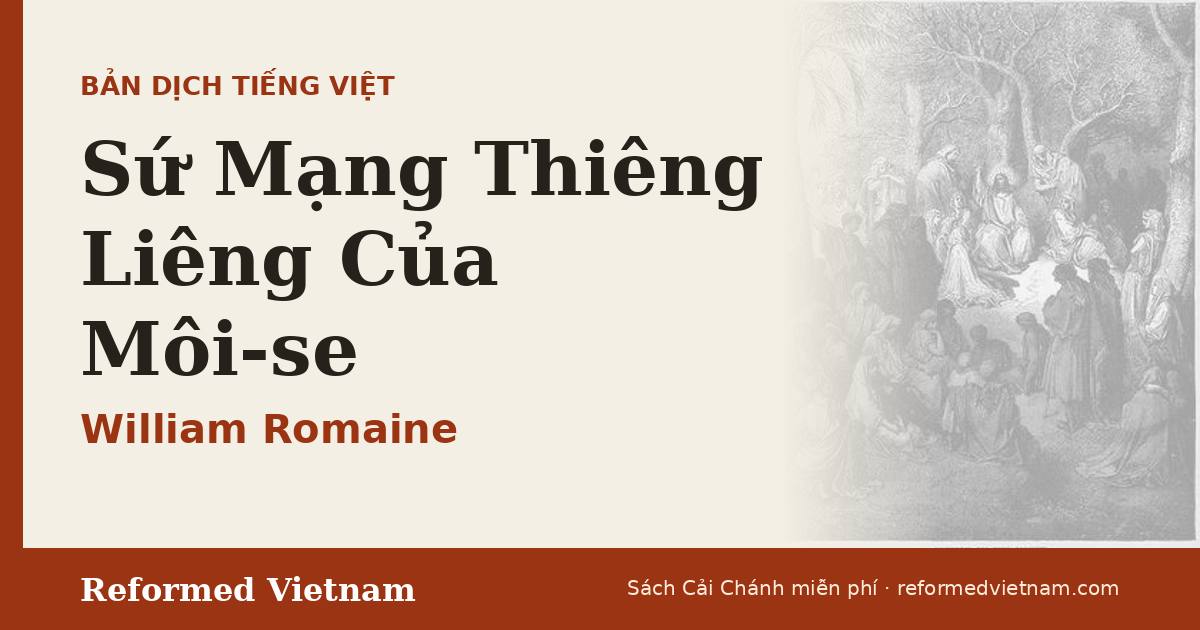 BẢN DỊCH TIẾNG VIỆT
Sứ Mạng Thiêng
Liêng Của
Môi-se
William Romaine
Reformed Vietnam
Sách Cải Chánh miễn phí · reformedvietnam.com